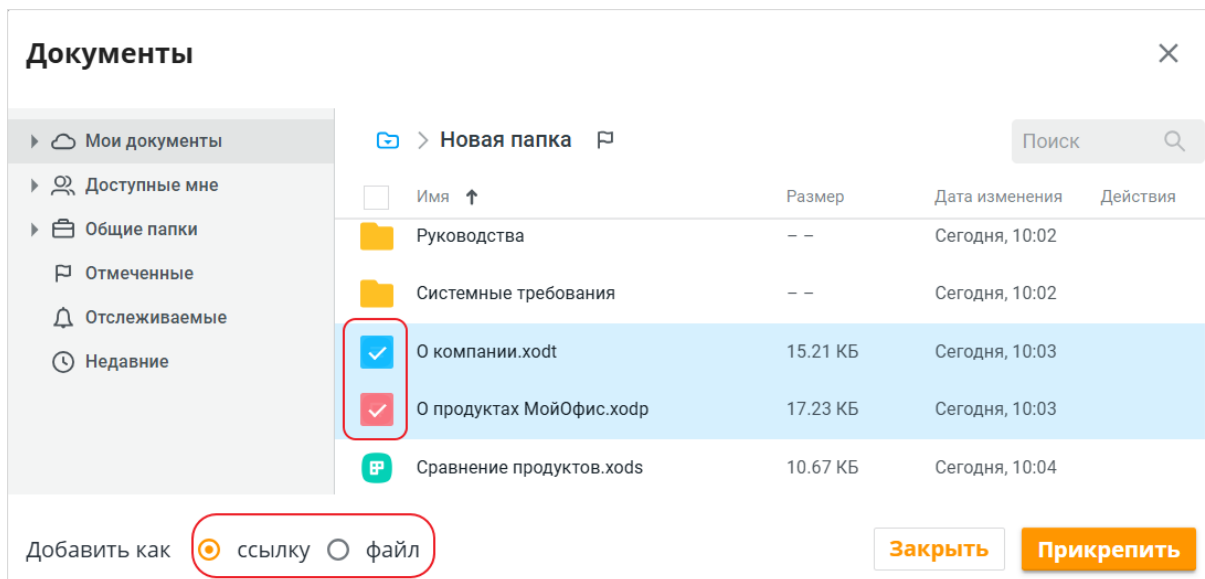 Документы
Мои документы
Доступные мне
Общие папки
Отмеченные
Отслеживаемые
Недавние
Новая папка
Поиск
Имя Размер Дата изменения Действия
Руководства – – Сегодня, 10:02
Системные требования – – Сегодня, 10:02
О компании.xodt 15.21 КБ Сегодня, 10:03
О продуктах МойОфис.xodp 17.23 КБ Сегодня, 10:03
Сравнение продуктов.xods 10.67 КБ Сегодня, 10:04
Добавить как ссылку файл Закрыть Прикрепить